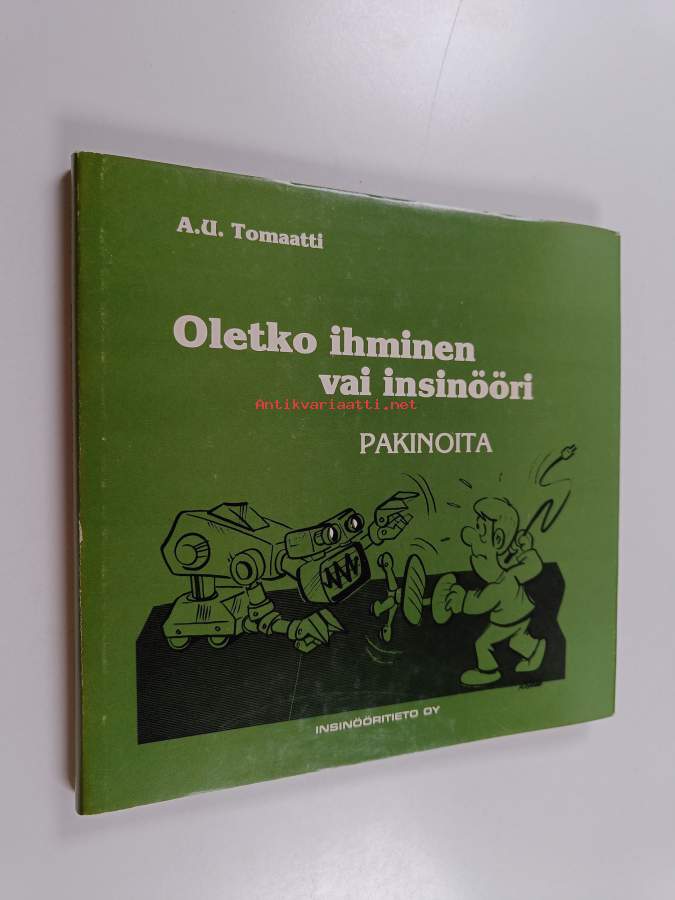 A.U. Tomaatti
Oletko ihminen
vai insinööri
Antikvariaatti.net
PAKINOITA
INSINÖÖRITIETO OY